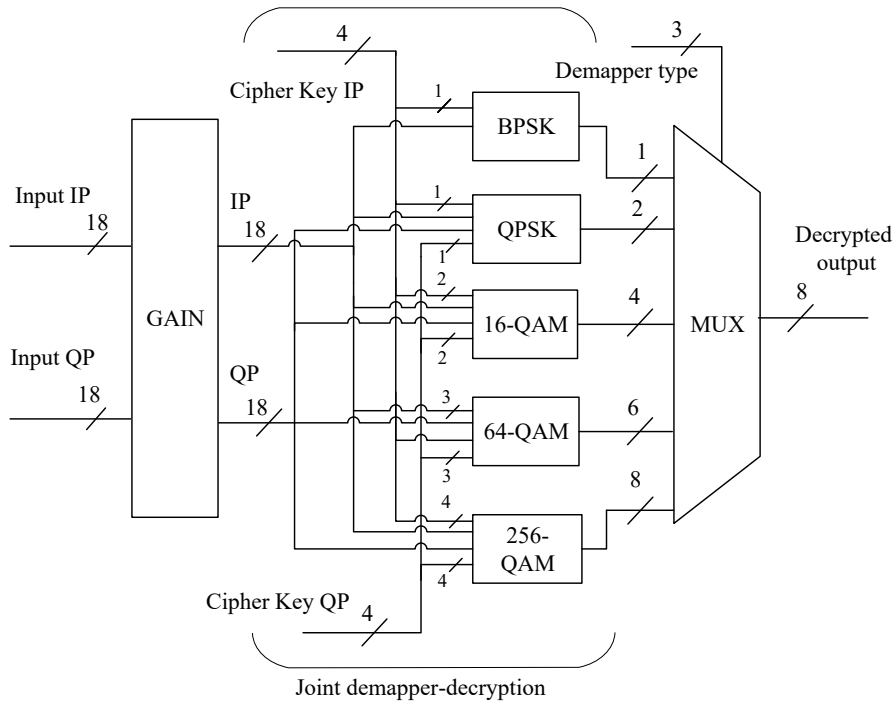 4
Cipher Key IP
3
Demapper type
1
BPSK
1
Input IP
18
IP
18
1
QPSK
1
2
Decrypted
output
8
GAIN
2
16-QAM
2
4
MUX
Input QP
18
QP
18
3
64-QAM
3
6
4
256-
QAM
4
8
Cipher Key QP
4
Joint demapper-decryption